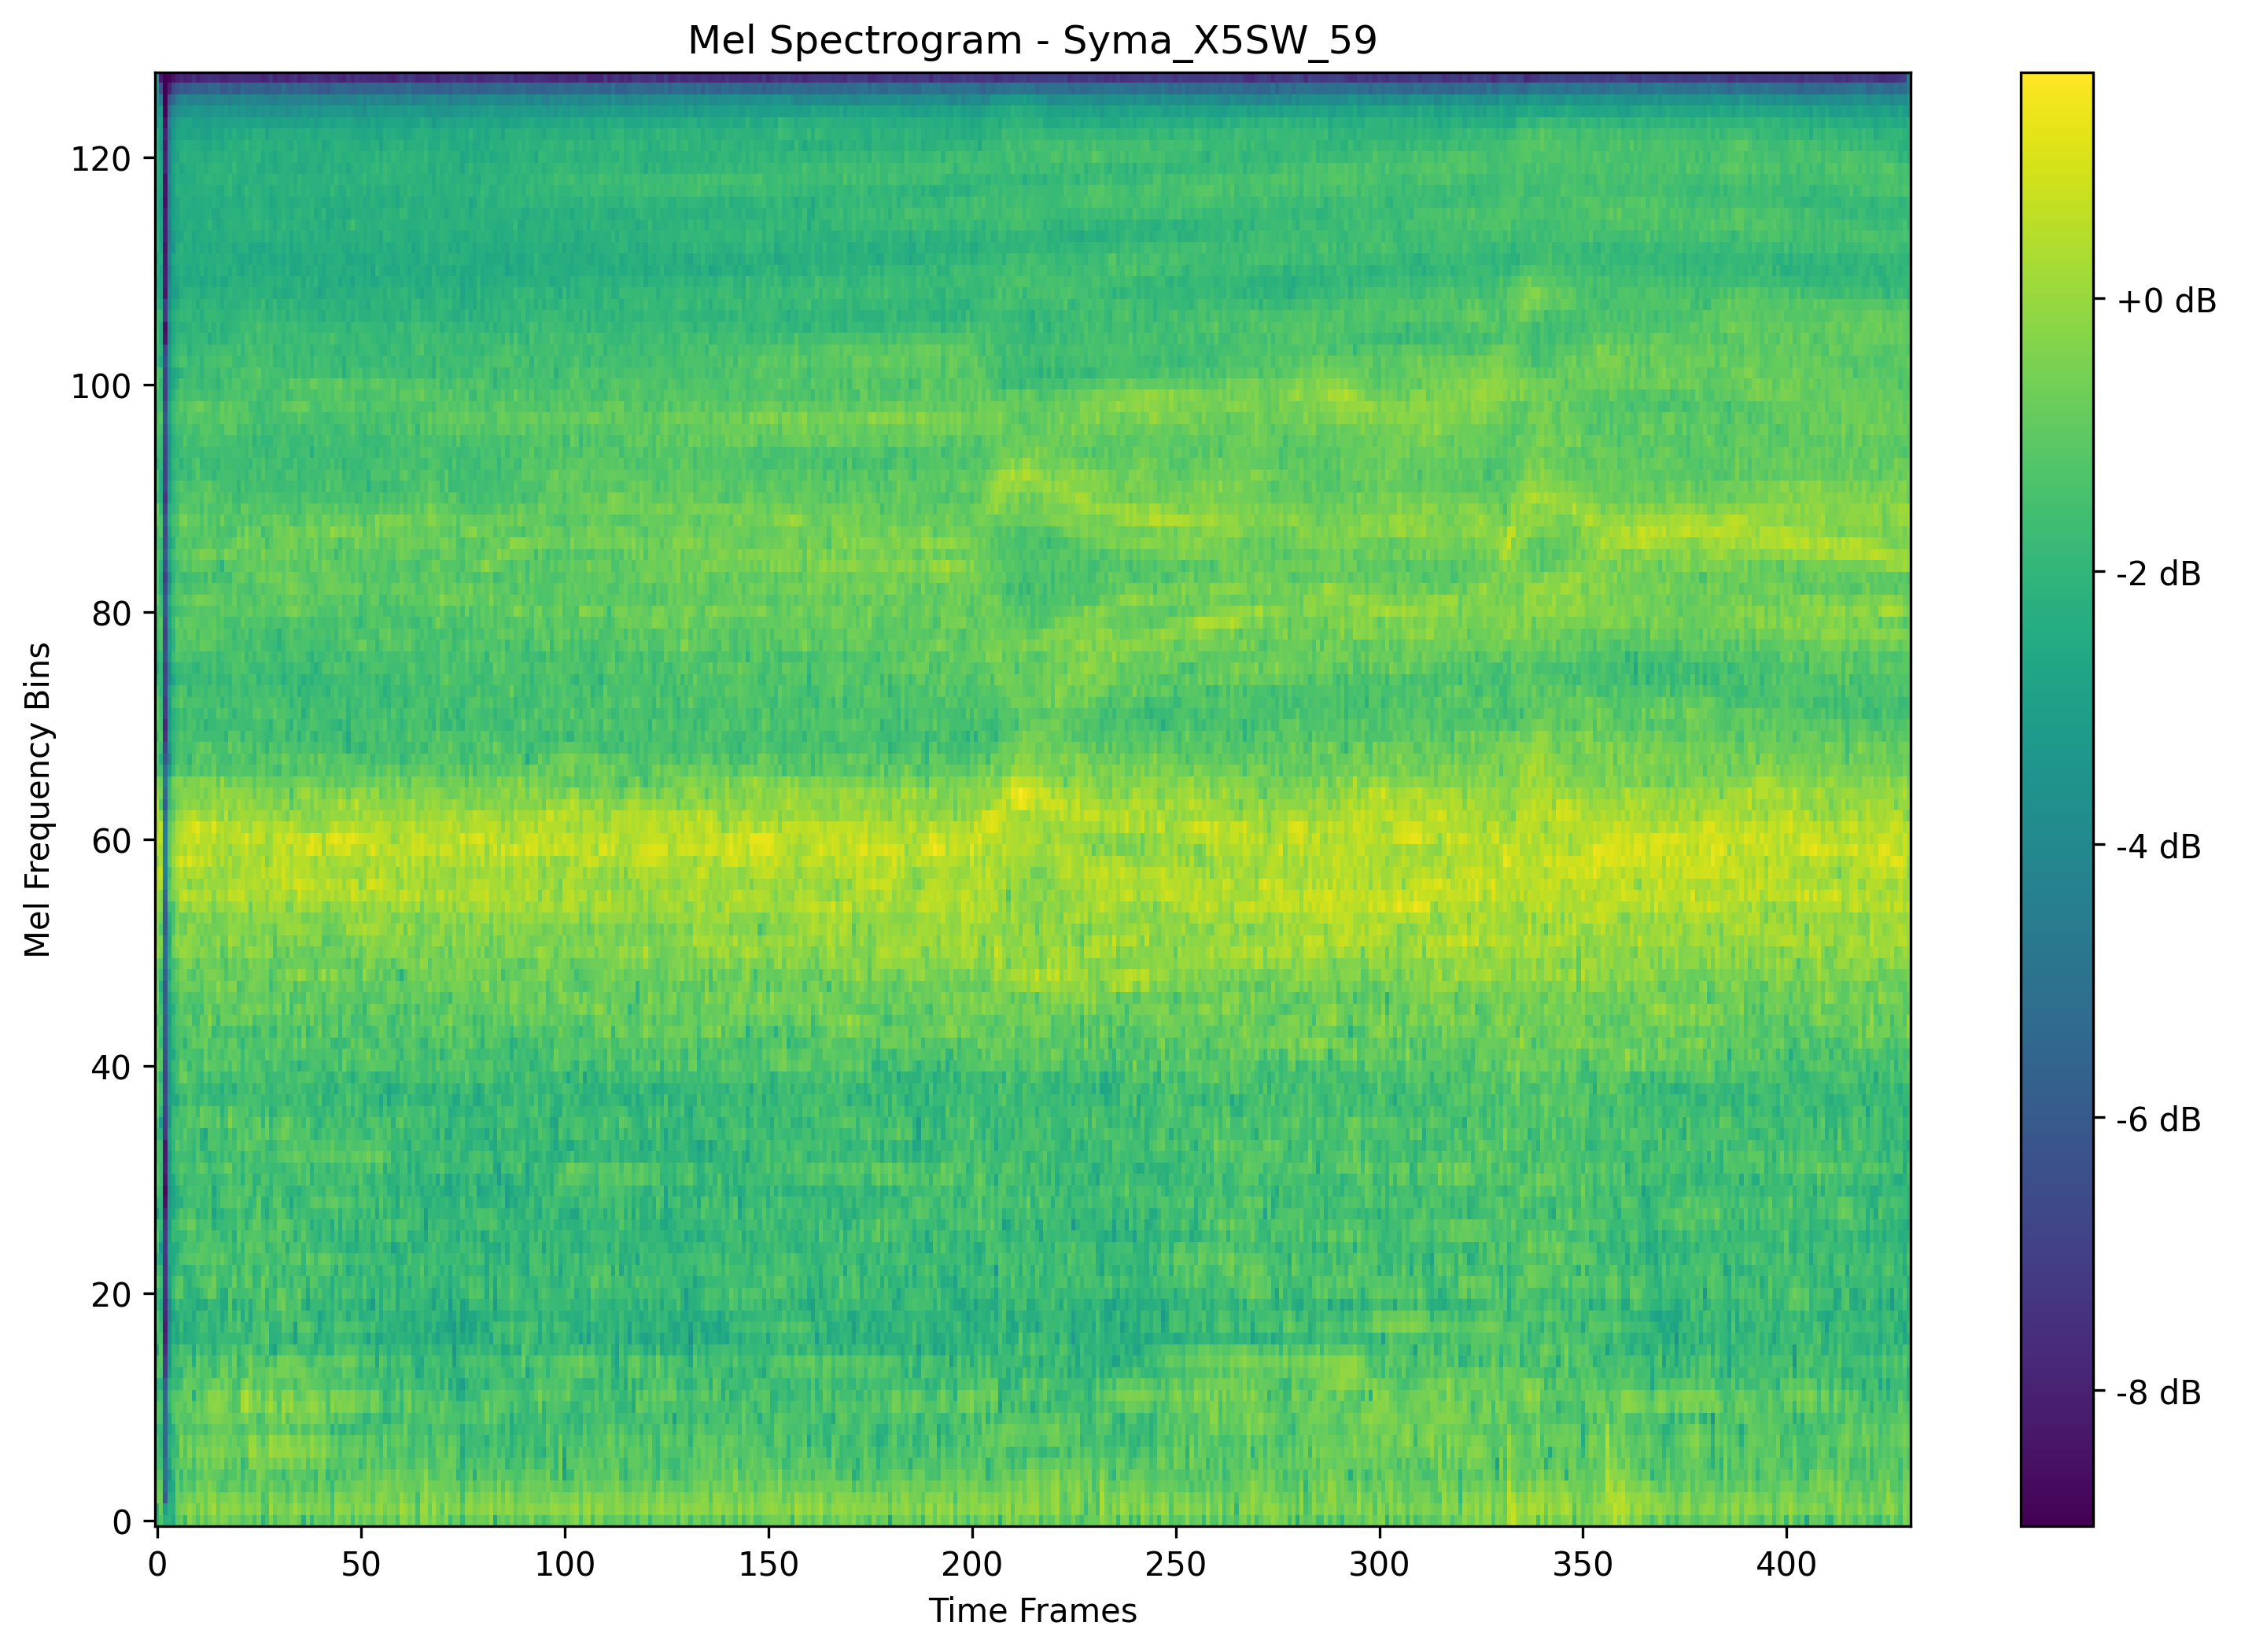 Mel Spectrogram - Syma_X5SW_59
120
100
80
60
40
20
0
Mel Frequency Bins
0 50 100 150 200 250 300 350 400
Time Frames
+0 dB
-2 dB
-4 dB
-6 dB
-8 dB